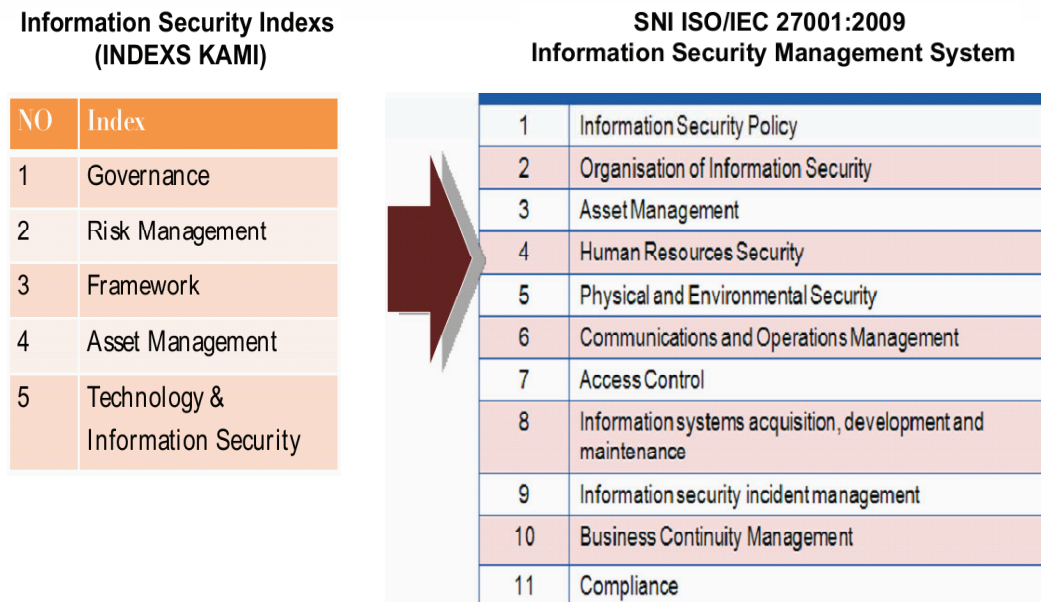 Information Security Indexs
(INDEXS KAMI)
NO Index
1 Governance
2 Risk Management
3 Framework
4 Asset Management
5 Technology &
Information Security
SNI ISO/IEC 27001:2009
Information Security Management System
1 Information Security Policy
2 Organisation of Information Security
3 Asset Management
4 Human Resources Security
5 Physical and Environmental Security
6 Communications and Operations Management
7 Access Control
8 Information systems acquisition, development and
maintenance
9 Information security incident management
10 Business Continuity Management
11 Compliance